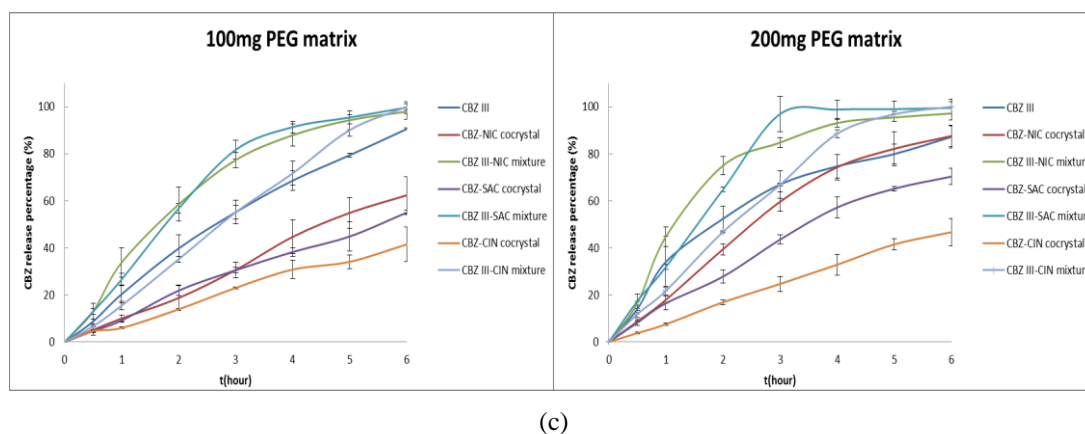 100mg PEG matrix
CBZ release percentage (%)
100
80
60
40
20
0
0 1 2 3 4 5 6
t(hour)
CBZ III
CBZ-NIC cocrystal
CBZ III-NIC mixture
CBZ-SAC cocrystal
CBZ III-SAC mixture
CBZ-CIN cocrystal
CBZ III-CIN mixture
200mg PEG matrix
CBZ release percentage (%)
100
80
60
40
20
0
0 1 2 3 4 5 6
t(hour)
CBZ III
CBZ-NIC cocrystal
CBZ III-NIC mixture
CBZ-SAC cocrystal
CBZ III-SAC mixture
CBZ-CIN cocrystal
CBZ III-CIN mixture
(c)